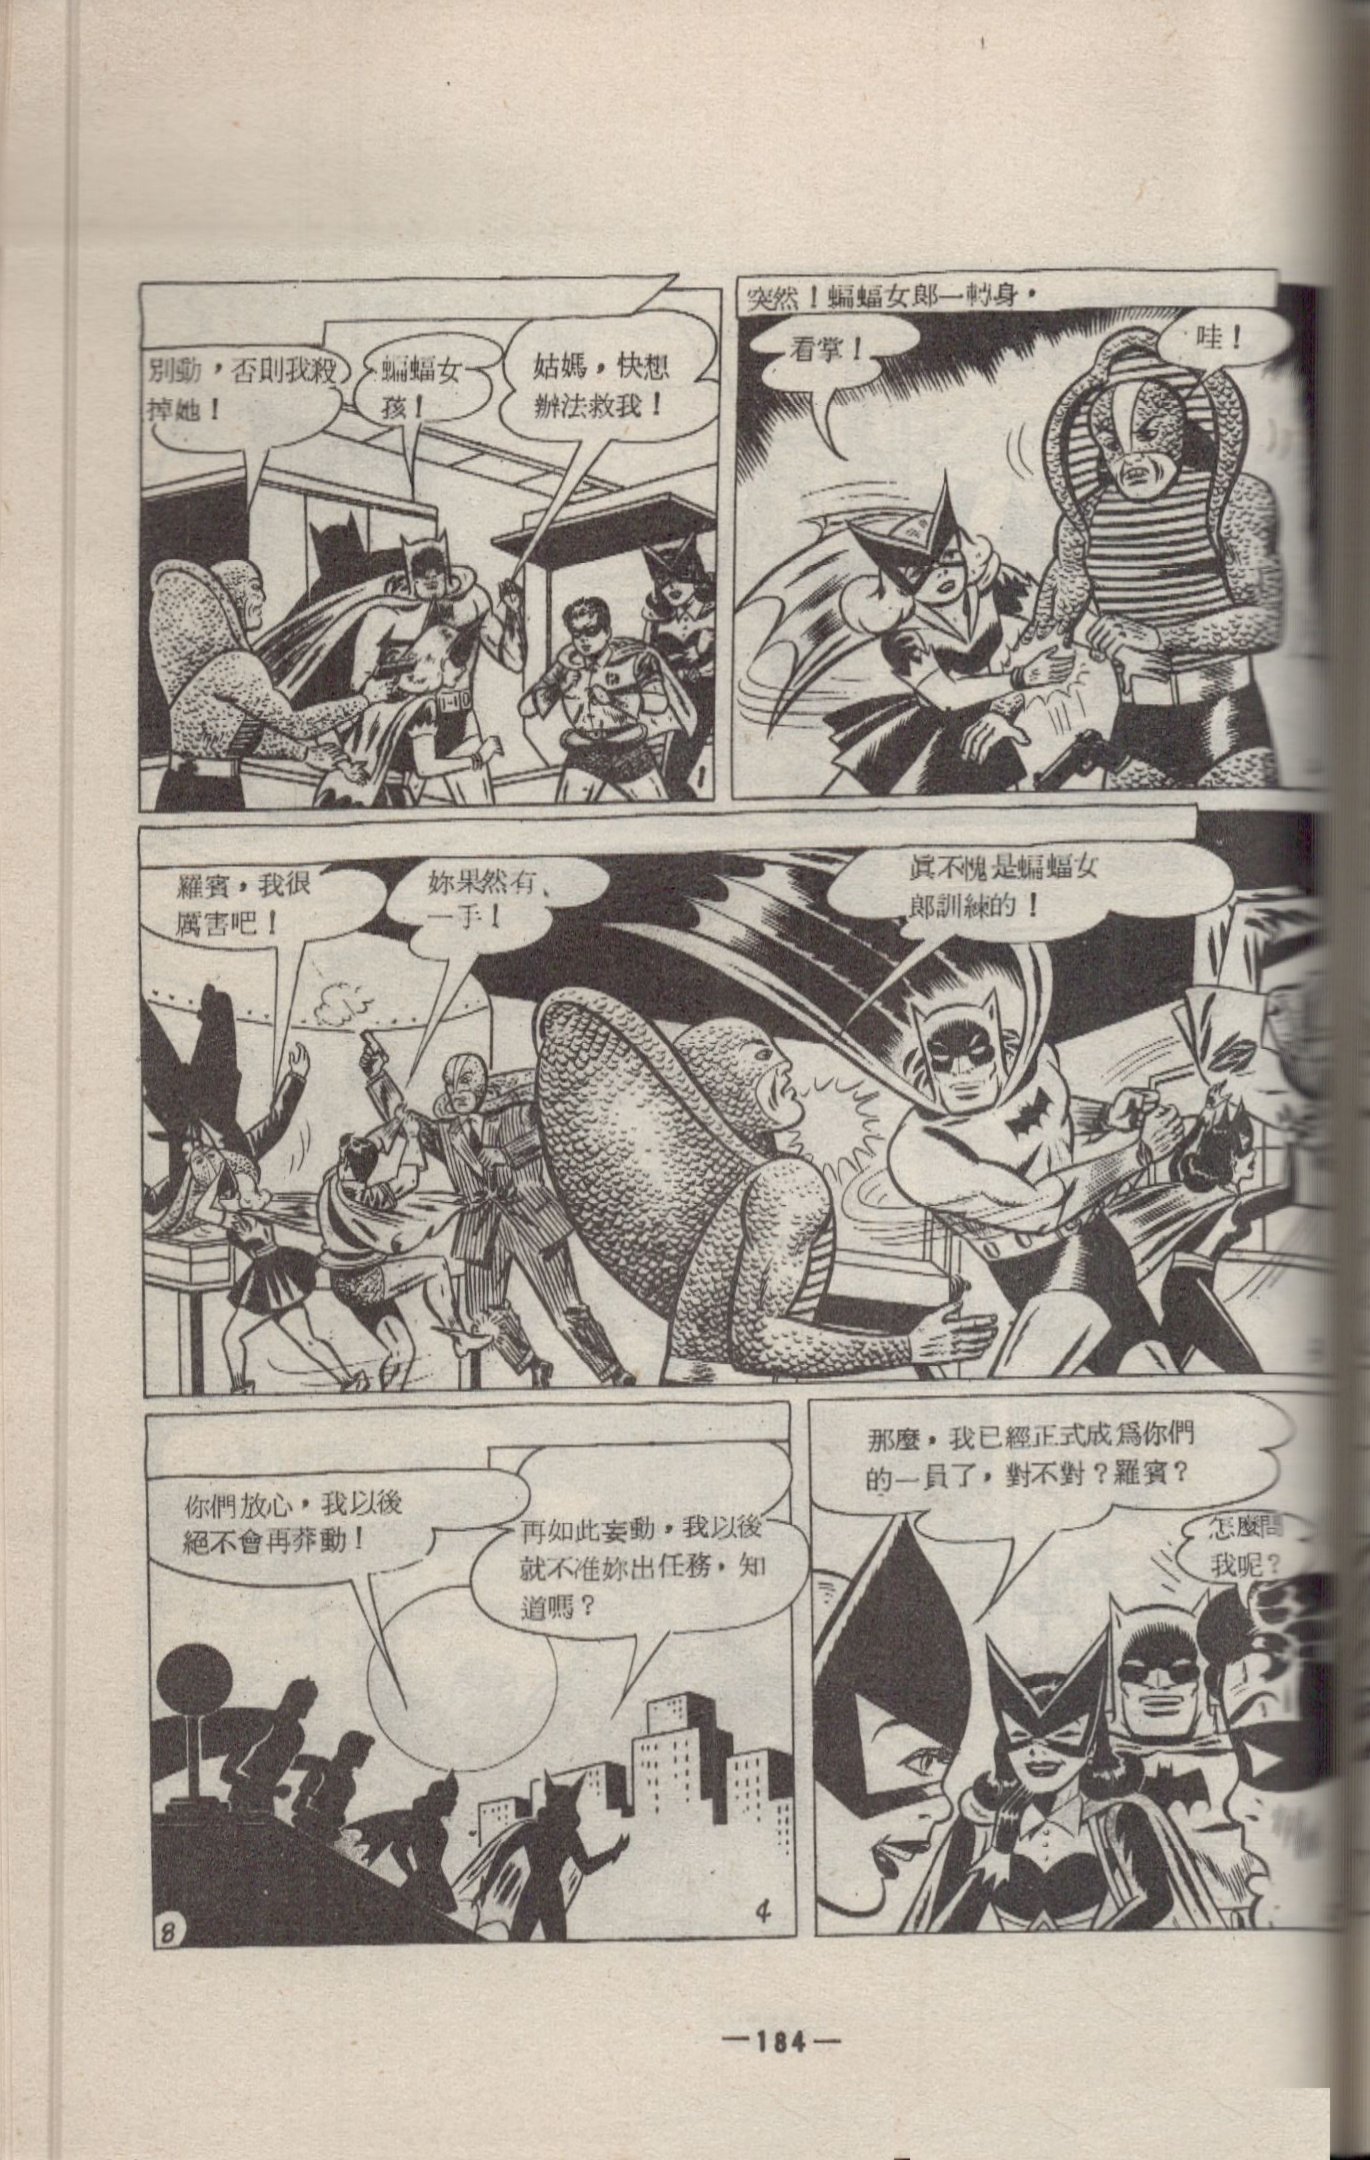 別動，否則我殺
掉她！
蝙蝠女
孩！
姑媽，快想
辦法救我！
突然！蝙蝠女郎一轉身，
看掌！
哇！
羅賓，我很
厲害吧！
妳果然有
一手！
眞不愧是蝙蝠女
郎訓練的！
你們放心，我以後
絕不會再莽動！
再如此妄動，我以後
就不准妳出任務，知
道嗎？
8
4
那麼，我已經正式成爲你們
的一員了，對不對？羅賓？
怎麼問
我呢？
—184—